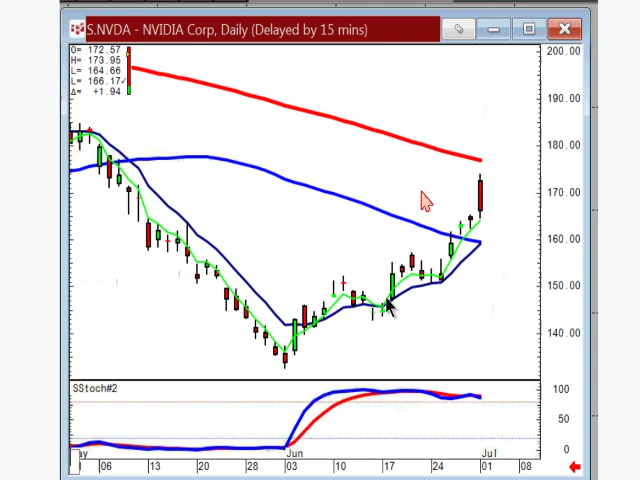 S.NVDA - NVIDIA Corp, Daily (Delayed by 15 mins)
O= 172.57
H= 173.95
L= 164.66
L= 166.17
Δ= +1.94
200.00
190.00
180.00
170.00
160.00
150.00
140.00
SStoch#2
100
50
0
ay Jun Jul
06 13 20 28 03 10 17 24 01 08